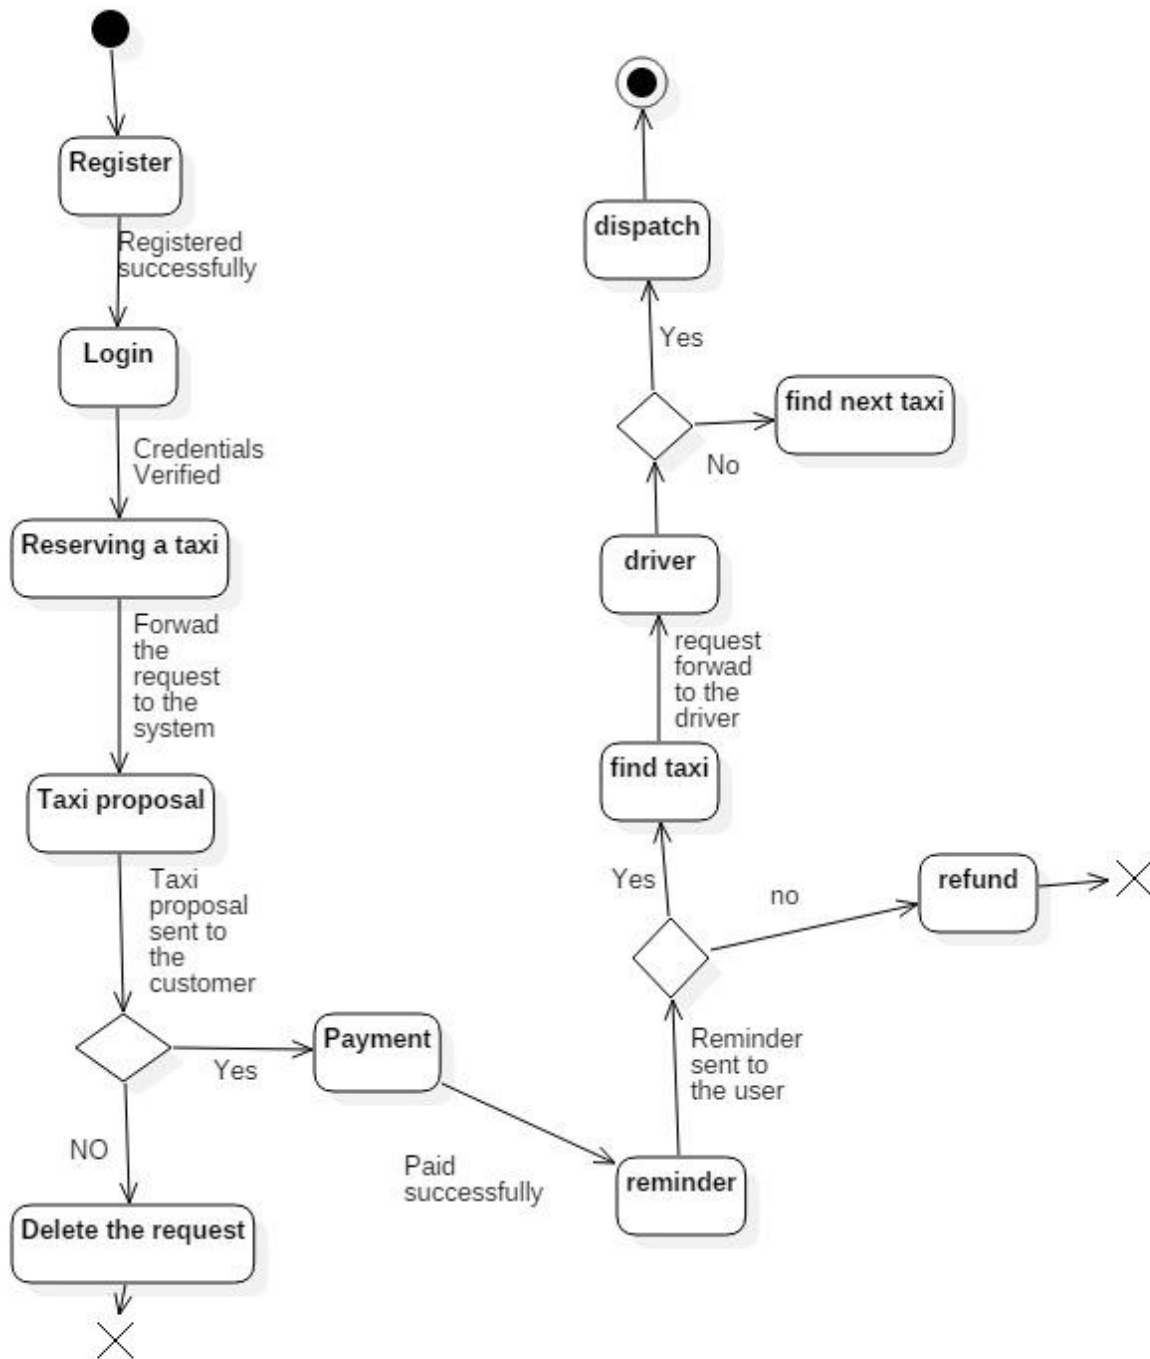 Register
Registered
successfully
Login
Credentials
Verified
Reserving a taxi
Forwad
the
request
to the
system
Taxi proposal
Taxi
proposal
sent to
the
customer
Yes
NO
Delete the request
Payment
Paid
successfully
reminder
Reminder
sent to
the user
no
refund
Yes
find taxi
request
forwad
to the
driver
driver
No
find next taxi
Yes
dispatch